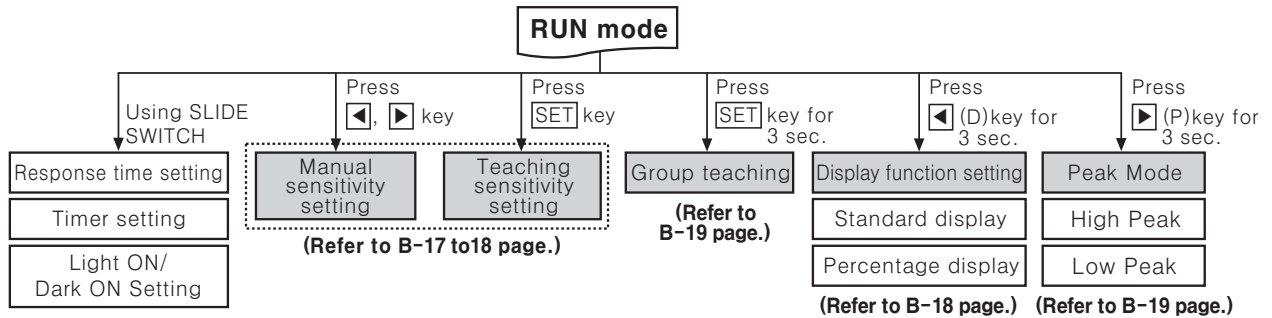 RUN mode
Using SLIDE
SWITCH
Response time setting
Timer setting
Light ON/
Dark ON Setting
Press
◀, ▶ key
Manual
sensitivity
setting
Press
SET key
Teaching
sensitivity
setting
(Refer to B-17 to18 page.)
Press
SET key for
3 sec.
Group teaching
(Refer to
B-19 page.)
Press
◀ (D)key for
3 sec.
Display function setting
Standard display
Percentage display
(Refer to B-18 page.)
Press
▶ (P)key for
3 sec.
Peak Mode
High Peak
Low Peak
(Refer to B-19 page.)